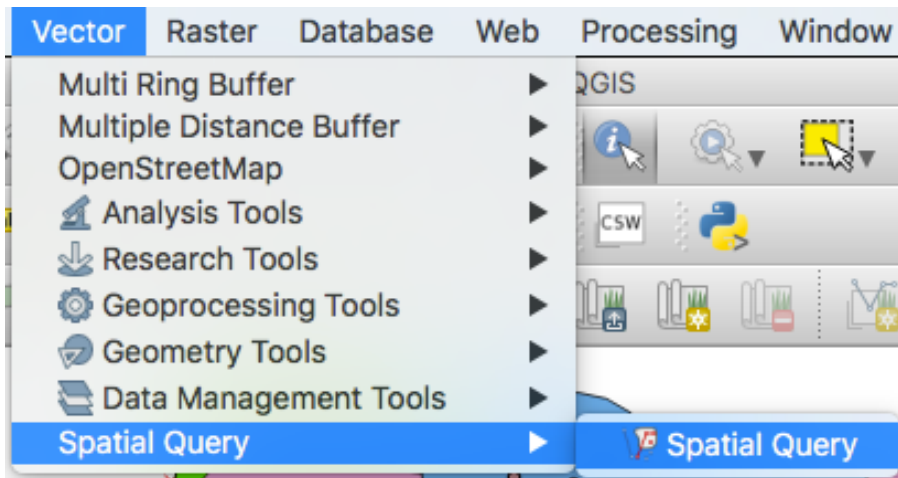 Vector Raster Database Web Processing Window
QGIS
Multi Ring Buffer
Multiple Distance Buffer
OpenStreetMap
Analysis Tools
CSW
Research Tools
Geoprocessing Tools
Geometry Tools
Data Management Tools
Spatial Query
Spatial Query